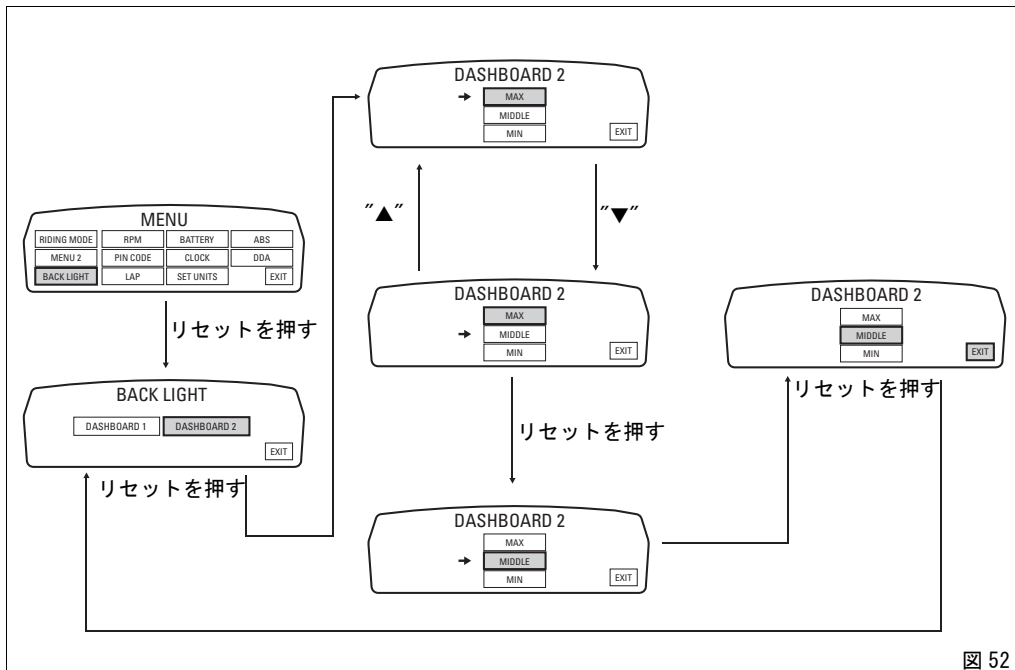 DASHBOARD 2
➔ MAX
MIDDLE
MIN
EXIT
"▲"
"▼"
MENU
RIDING MODE RPM BATTERY ABS
MENU 2 PIN CODE CLOCK DDA
BACK LIGHT LAP SET UNITS EXIT
リセットを押す
BACK LIGHT
DASHBOARD 1 DASHBOARD 2
EXIT
リセットを押す
DASHBOARD 2
MAX
➔ MIDDLE
MIN
EXIT
リセットを押す
DASHBOARD 2
MAX
➔ MIDDLE
MIN
EXIT
DASHBOARD 2
MAX
MIDDLE
MIN
EXIT
リセットを押す
図 52